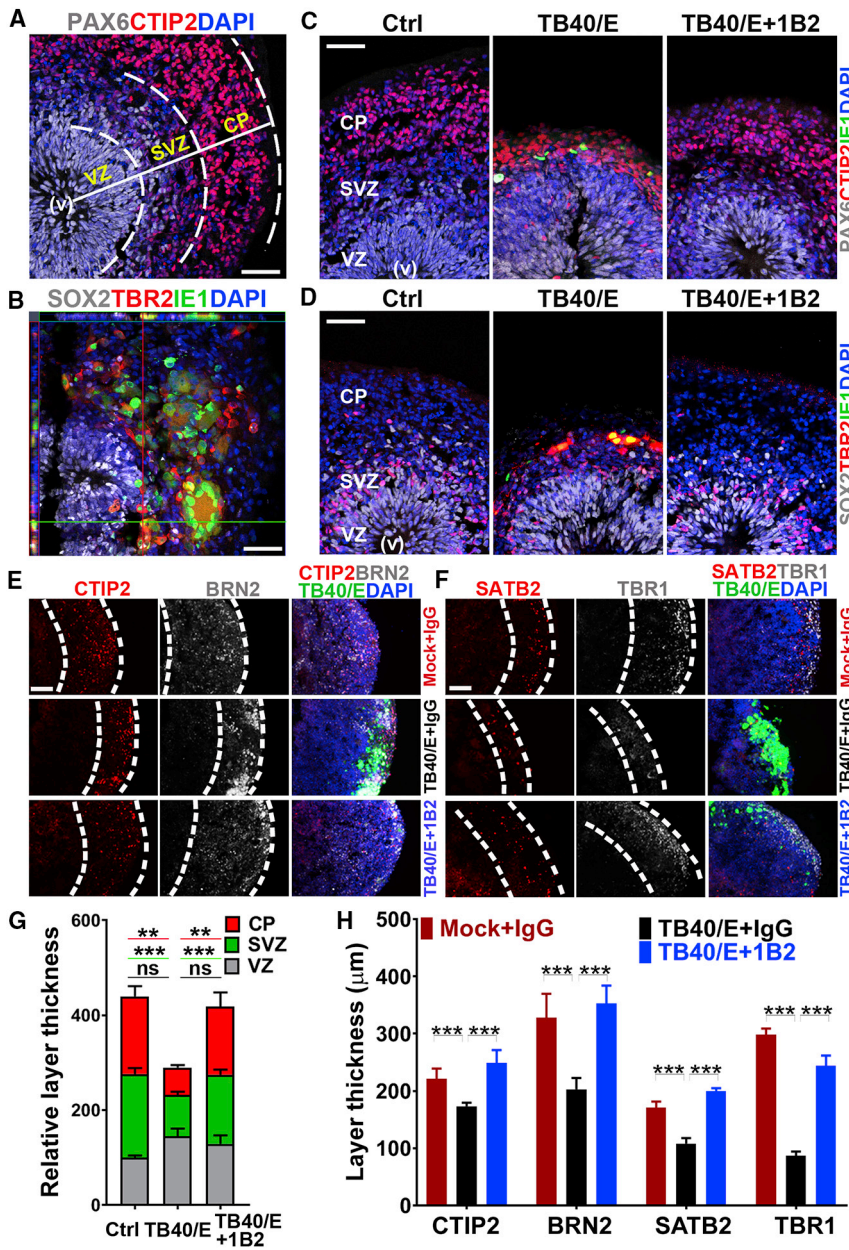 A
PAX6CTIP2DAPI
VZ
SVZ
CP
(v)
B
SOX2TBR2IE1DAPI
C
Ctrl
TB40/E
TB40/E+1B2
CP
SVZ
VZ
(v)
PAX6CTIP2IE1DAPI
D
Ctrl
TB40/E
TB40/E+1B2
CP
SVZ
VZ
(v)
SOX2TBR2IE1DAPI
E
CTIP2
BRN2
CTIP2BRN2
TB40/EDAPI
Mock+IgG
TB40/E+IgG
TB40/E+1B2
F
SATB2
TBR1
SATB2TBR1
TB40/EDAPI
Mock+IgG
TB40/E+IgG
TB40/E+1B2
G
Relative layer thickness
600
400
200
0
** **
*** ***
ns ns
CP
SVZ
VZ
Ctrl TB40/E TB40/E
+1B2
H
Layer thickness (μm)
500
400
300
200
100
0
Mock+IgG
TB40/E+IgG
TB40/E+1B2
*** ***
*** ***
*** ***
*** ***
CTIP2 BRN2 SATB2 TBR1